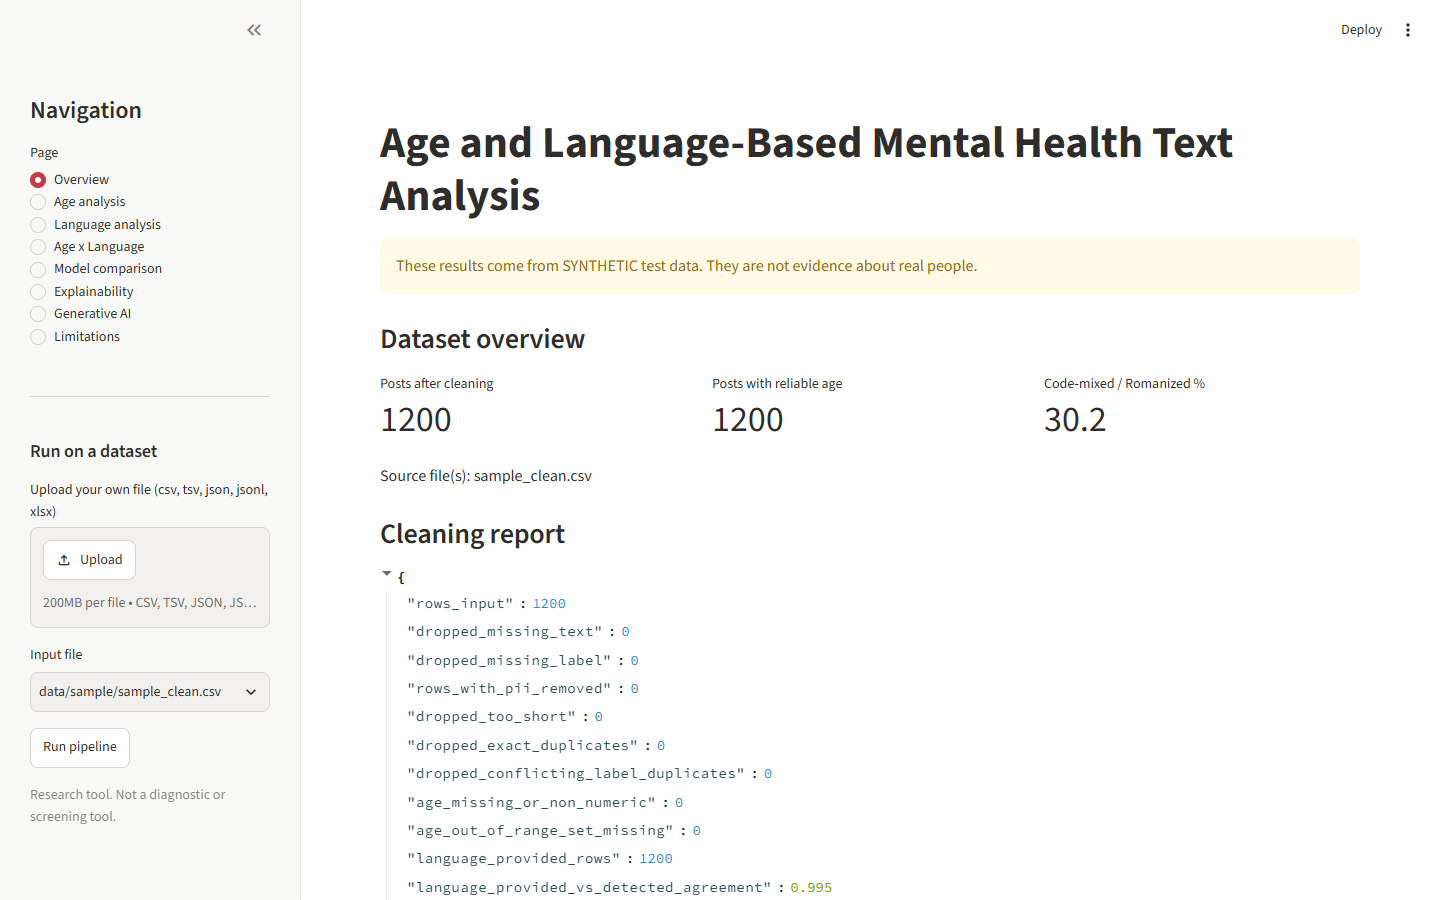 Deploy
Navigation
Page
Overview
Age analysis
Language analysis
Age x Language
Model comparison
Explainability
Generative AI
Limitations
Run on a dataset
Upload your own file (csv, tsv, json, jsonl,
xlsx)
Upload
200MB per file • CSV, TSV, JSON, JS…
Input file
data/sample/sample_clean.csv
Run pipeline
Research tool. Not a diagnostic or
screening tool.
Age and Language-Based Mental Health Text
Analysis
These results come from SYNTHETIC test data. They are not evidence about real people.
Dataset overview
Posts after cleaning
1200
Posts with reliable age
1200
Code-mixed / Romanized %
30.2
Source file(s): sample_clean.csv
Cleaning report
{
"rows_input" : 1200
"dropped_missing_text" : 0
"dropped_missing_label" : 0
"rows_with_pii_removed" : 0
"dropped_too_short" : 0
"dropped_exact_duplicates" : 0
"dropped_conflicting_label_duplicates" : 0
"age_missing_or_non_numeric" : 0
"age_out_of_range_set_missing" : 0
"language_provided_rows" : 1200
"language_provided_vs_detected_agreement" : 0.995